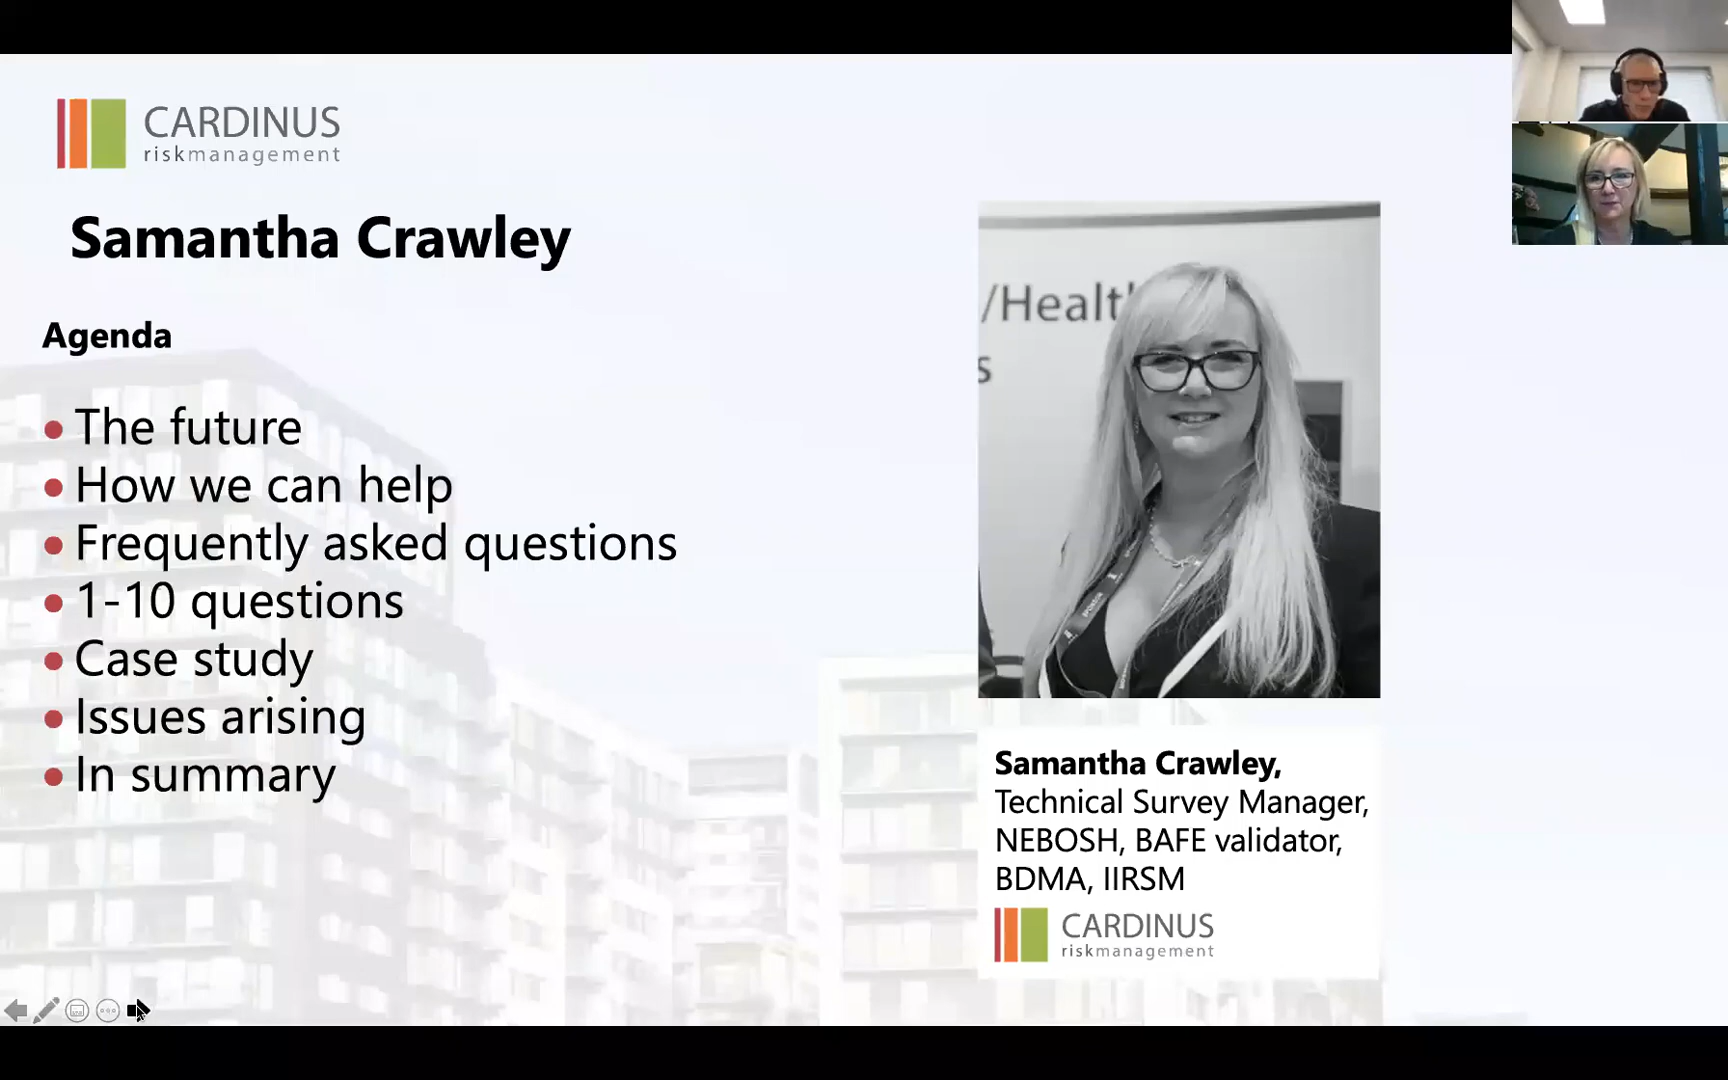 CARDINUS
riskmanagement
Samantha Crawley
Agenda
The future
How we can help
Frequently asked questions
1-10 questions
Case study
Issues arising
In summary
/Healt
s
Samantha Crawley,
Technical Survey Manager,
NEBOSH, BAFE validator,
BDMA, IIRSM
CARDINUS
riskmanagement